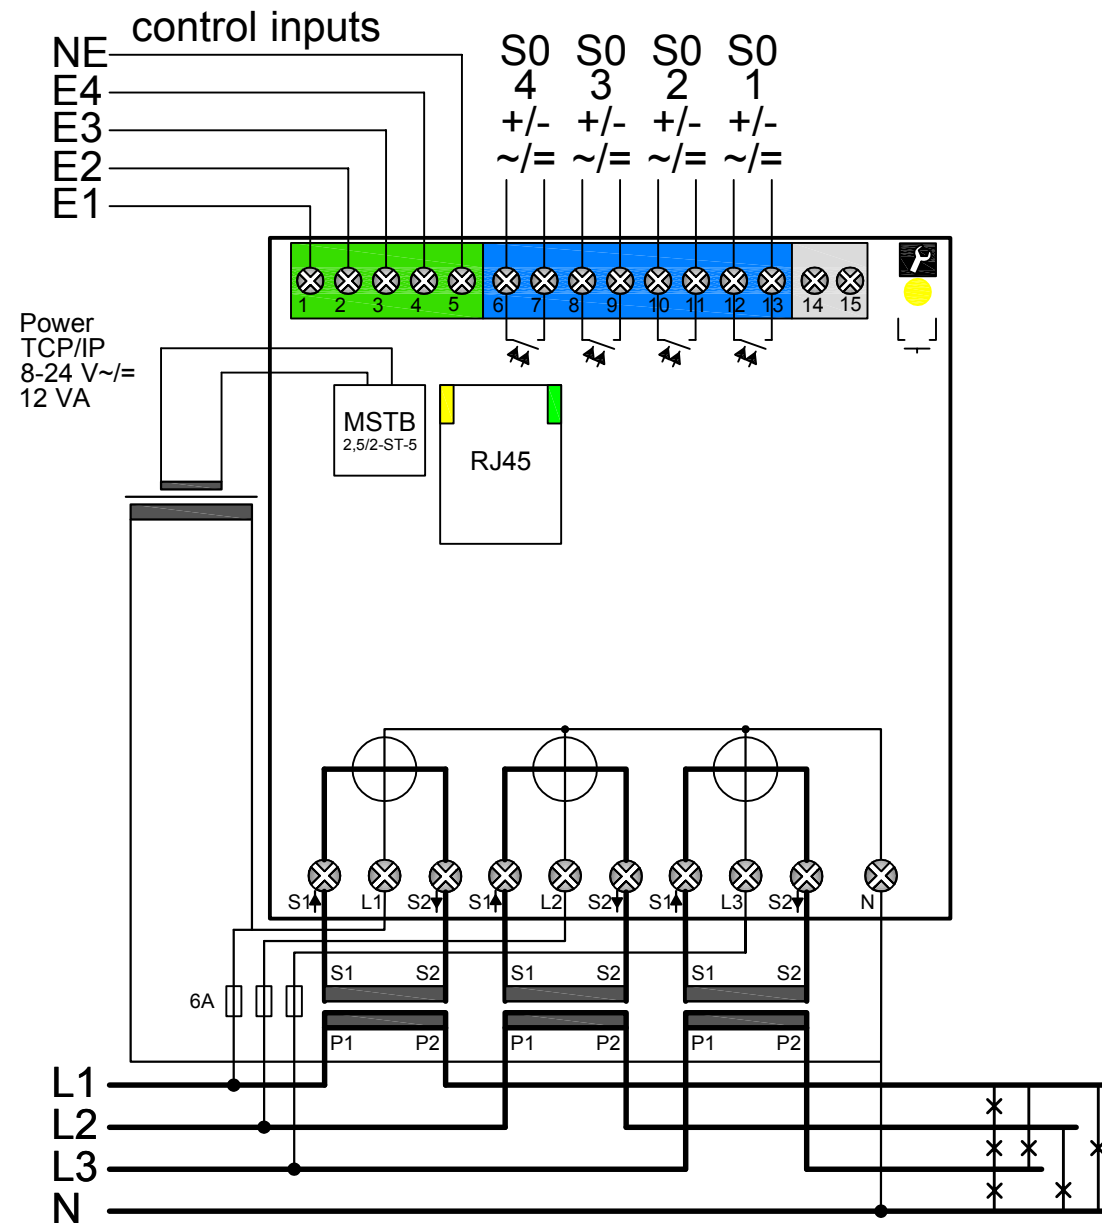 control inputs
NE
E4
E3
E2
E1
S0 S0 S0 S0
4 3 2 1
+/- +/- +/- +/-
~/= ~/= ~/= ~/=
1 2 3 4 5 6 7 8 9 10 11 12 13 14 15
Power
TCP/IP
8-24 V~/=
12 VA
MSTB
2,5/2-ST-5
RJ45
S1 L1 S2 S1 L2 S2 S1 L3 S2 N
S1 S2 S1 S2 S1 S2
6A
P1 P2 P1 P2 P1 P2
L1
L2
L3
N